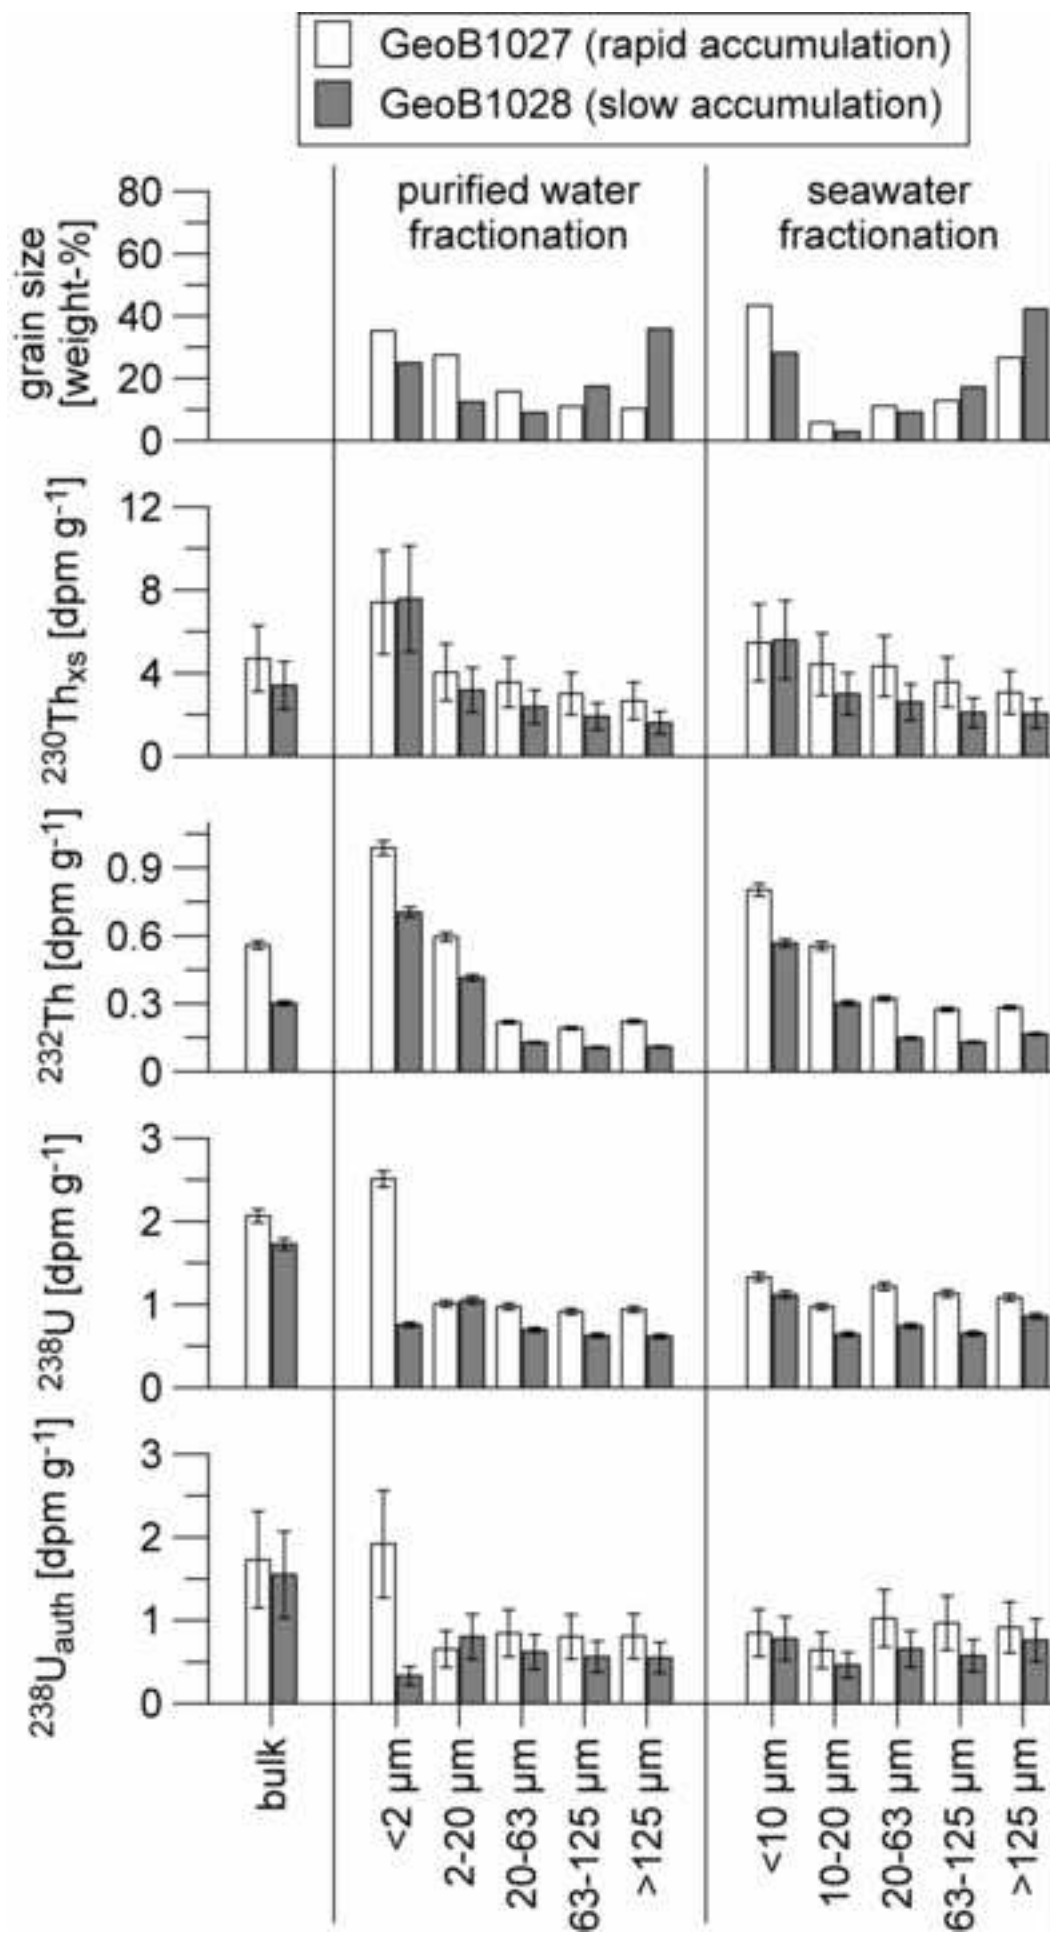 GeoB1027 (rapid accumulation)
GeoB1028 (slow accumulation)
purified water
fractionation
seawater
fractionation
grain size
[weight-%]
80
60
40
20
0
²³⁰Thxs [dpm g⁻¹]
12
8
4
0
²³²Th [dpm g⁻¹]
0.9
0.6
0.3
0
²³⁸U [dpm g⁻¹]
3
2
1
0
²³⁸Uauth [dpm g⁻¹]
3
2
1
0
bulk
<2 µm
2-20 µm
20-63 µm
63-125 µm
>125 µm
<10 µm
10-20 µm
20-63 µm
63-125 µm
>125 µm